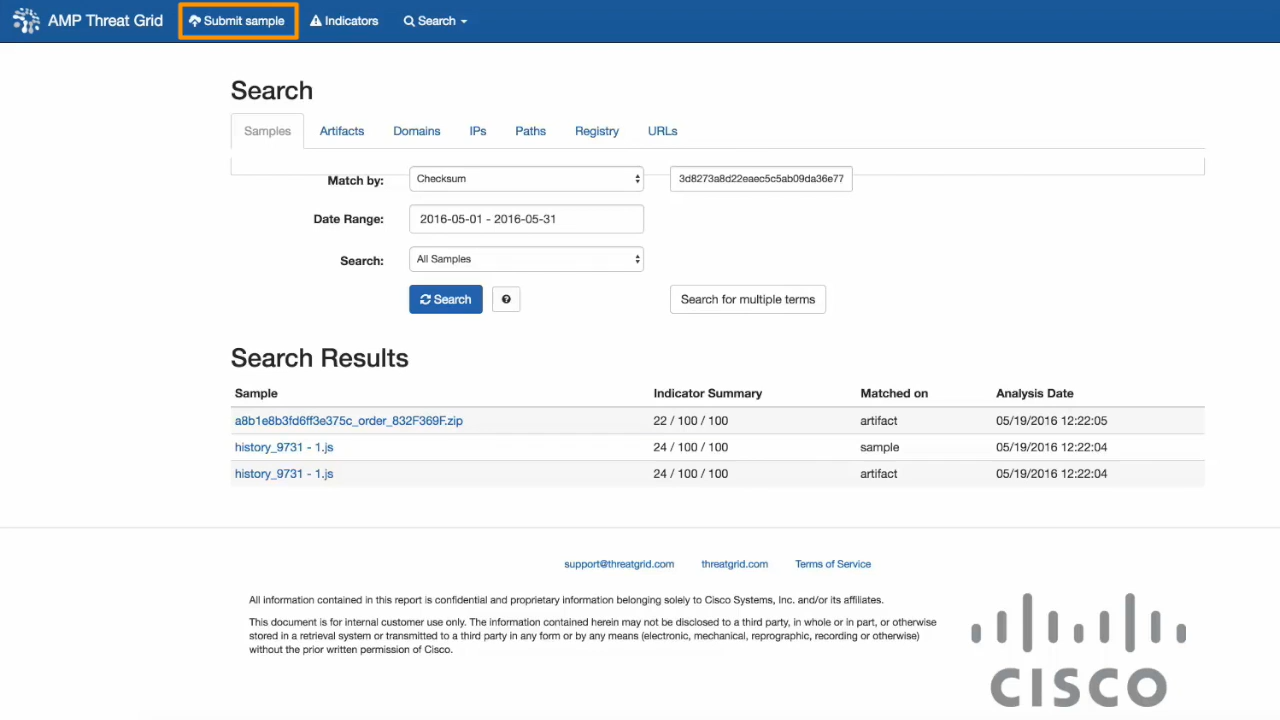 AMP Threat Grid Submit sample Indicators Search
Search
Samples Artifacts Domains IPs Paths Registry URLs
Match by: Checksum 3d8273a8d22eaec5c5ab09da36e77
Date Range: 2016-05-01 - 2016-05-31
Search: All Samples
Search ? Search for multiple terms
Search Results
Sample Indicator Summary Matched on Analysis Date
a8b1e8b3fd6ff3e375c_order_832F369F.zip 22 / 100 / 100 artifact 05/19/2016 12:22:05
history_9731 - 1.js 24 / 100 / 100 sample 05/19/2016 12:22:04
history_9731 - 1.js 24 / 100 / 100 artifact 05/19/2016 12:22:04
support@threatgrid.com threatgrid.com Terms of Service
All information contained in this report is confidential and proprietary information belonging solely to Cisco Systems, Inc. and/or its affiliates.
This document is for internal customer use only. The information contained herein may not be disclosed to a third party, in whole or in part, or otherwise
stored in a retrieval system or transmitted to a third party in any form or by any means (electronic, mechanical, reprographic, recording or otherwise)
without the prior written permission of Cisco.
CISCO